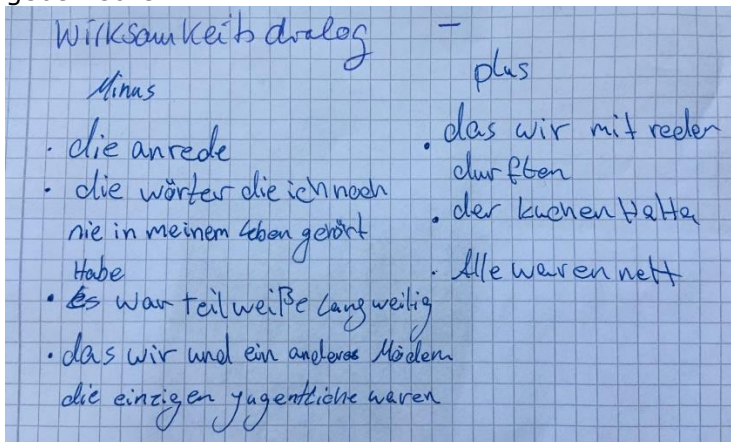 Wirksamkeitsdialog –
Minus
· die anrede
· die wörter die ich noch
nie in meinem Leben gehört
Habe
· es war teilweiße langweilig
· das wir und ein anderes Mädchen
die einzigen jugentliche waren
plus
· das wir mit reden
durften
· der kuchen
· Alle waren nett